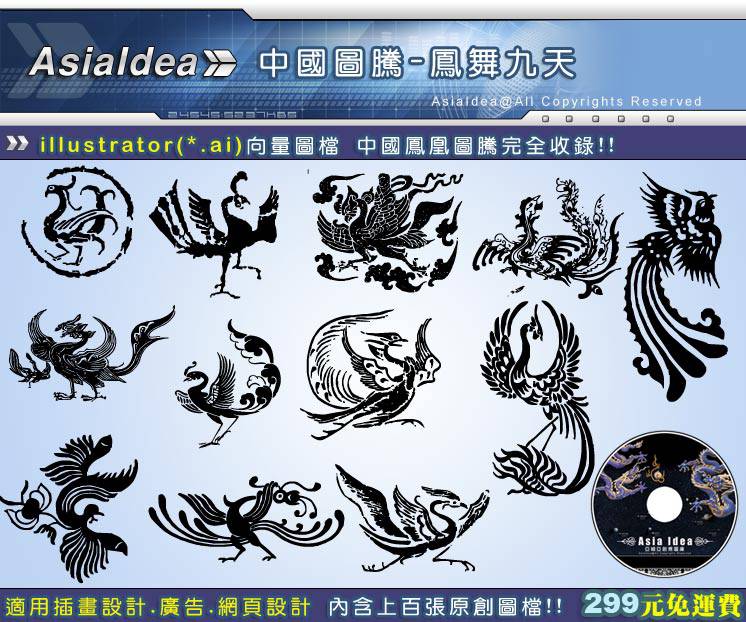 AsiaIdea 中國圖騰-鳳舞九天
AsiaIdea@All Copyrights Reserved
illustrator(*.ai)向量圖檔 中國鳳凰圖騰完全收錄!!
Asia Idea
適用插畫設計.廣告.網頁設計 內含上百張原創圖檔!! 299元免運費